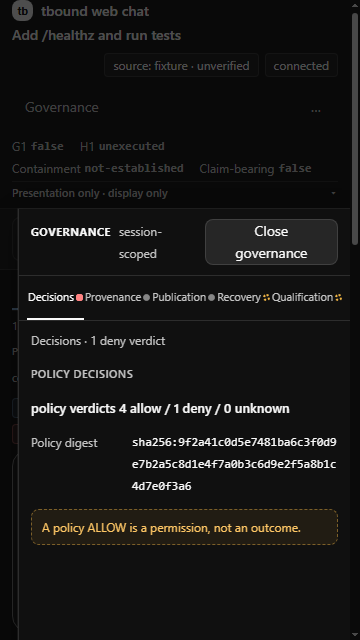 tb tbound web chat
Add /healthz and run tests
source: fixture · unverified connected
Governance ...
G1 false H1 unexecuted
Containment not-established Claim-bearing false
Presentation only · display only
GOVERNANCE session-scoped Close governance
Decisions Provenance Publication Recovery Qualification
Decisions · 1 deny verdict
POLICY DECISIONS
policy verdicts 4 allow / 1 deny / 0 unknown
Policy digest sha256:9f2a41c0d5e7481ba6c3f0d9
e7b2a5c8d1e4f7a0b3c6d9e2f5a8b1c
4d7e0f3a6
A policy ALLOW is a permission, not an outcome.